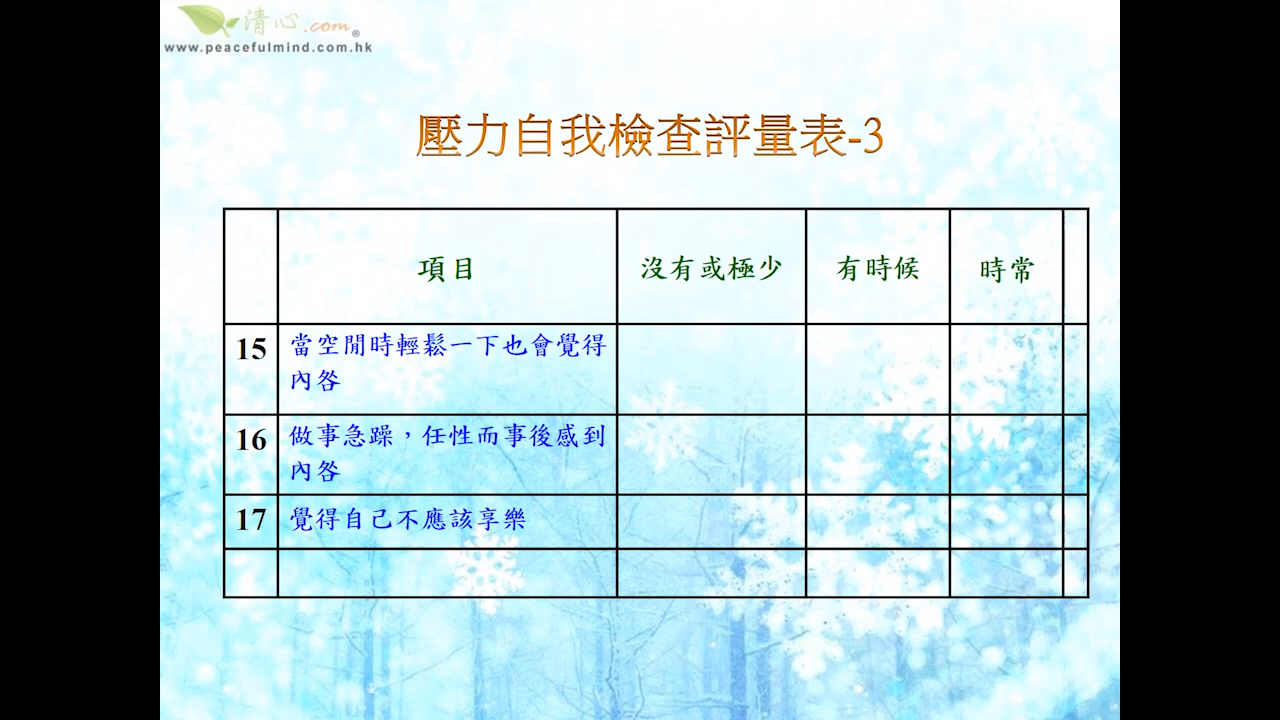 清心.com®
www.peacefulmind.com.hk
壓力自我檢查評量表-3
項目 沒有或極少 有時候 時常
15 當空閒時輕鬆一下也會覺得
內咎
16 做事急躁，任性而事後感到
內咎
17 覺得自己不應該享樂